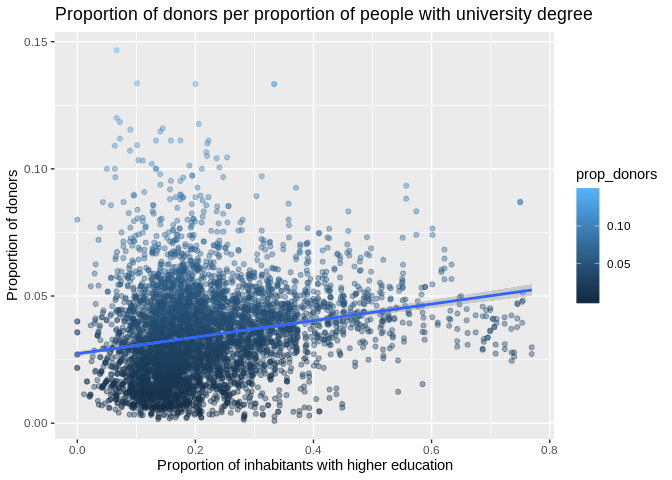 Proportion of donors per proportion of people with university degree
0.15
0.10
0.05
0.00
Proportion of donors
0.0
0.2
0.4
0.6
0.8
Proportion of inhabitants with higher education
prop_donors
0.10
0.05